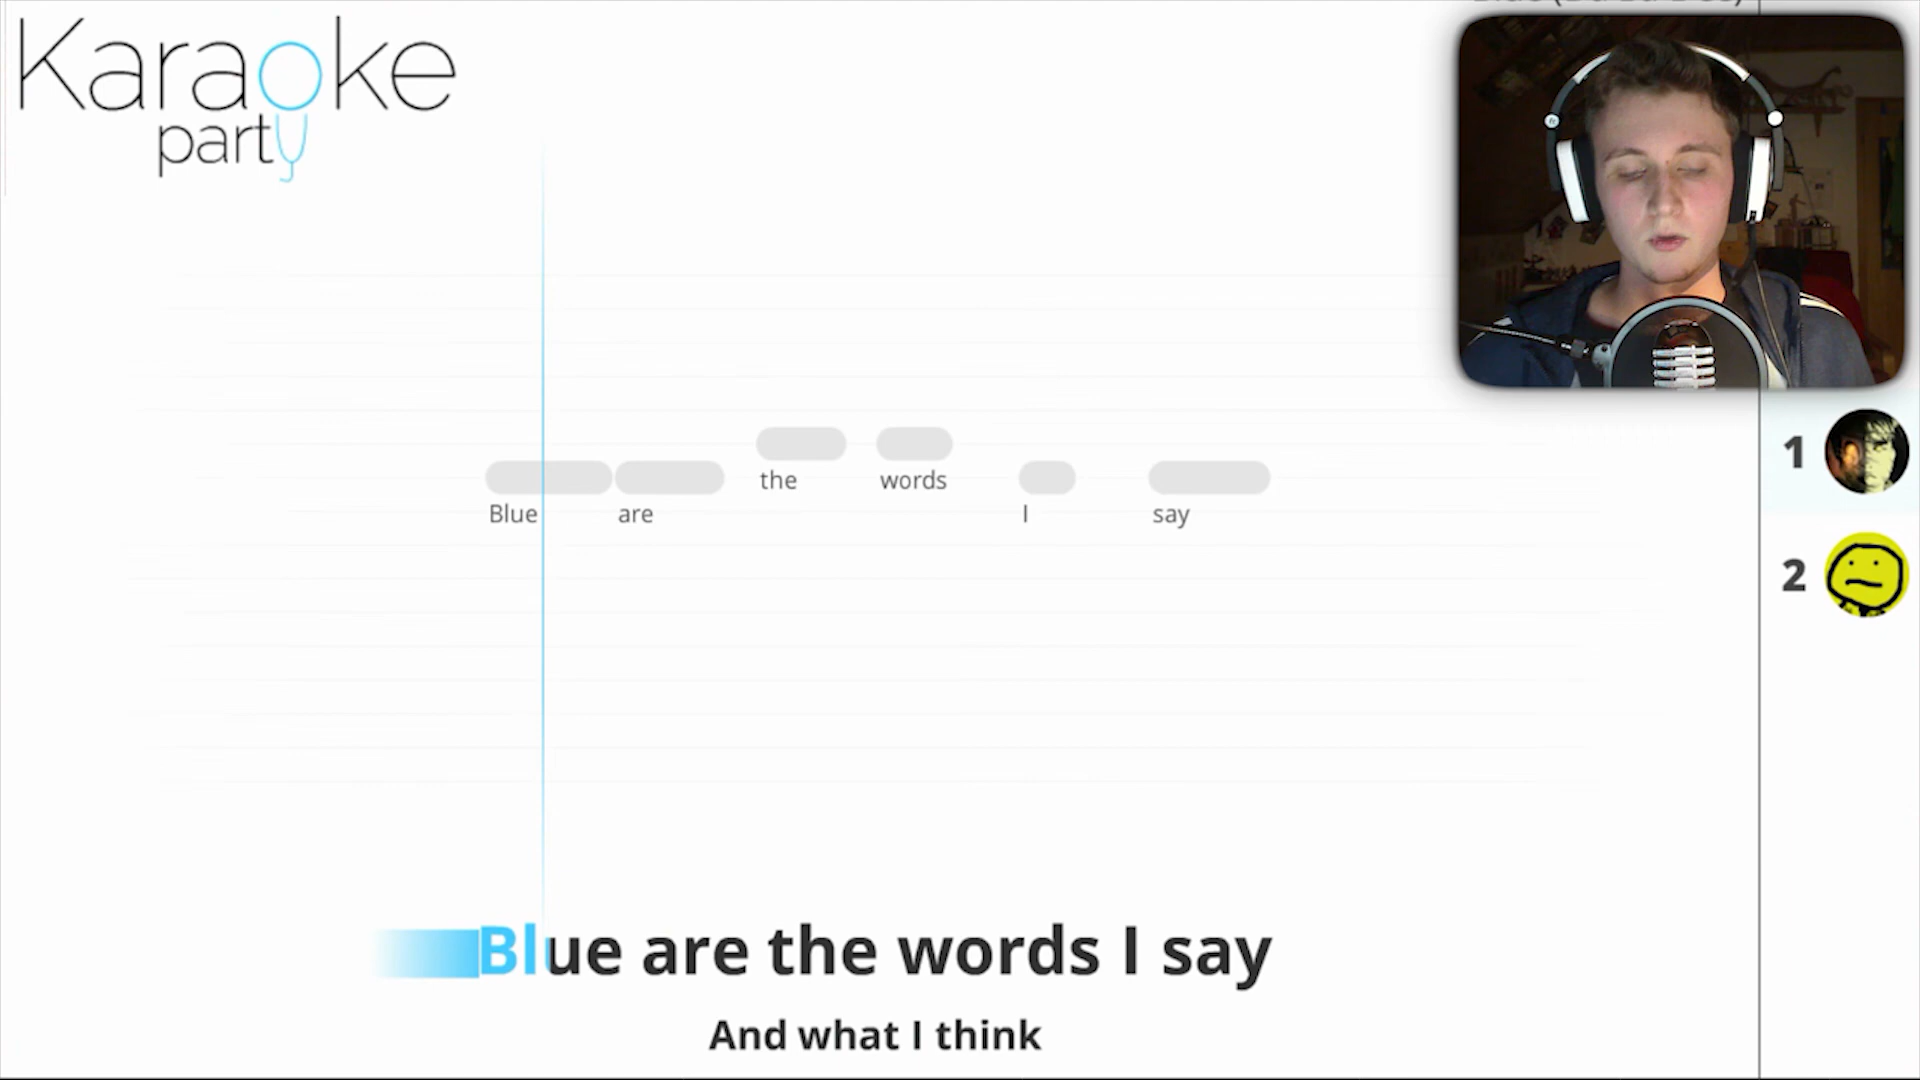 Karaoke
party
the words
Blue are I say
1
2
Blue are the words I say
And what I think